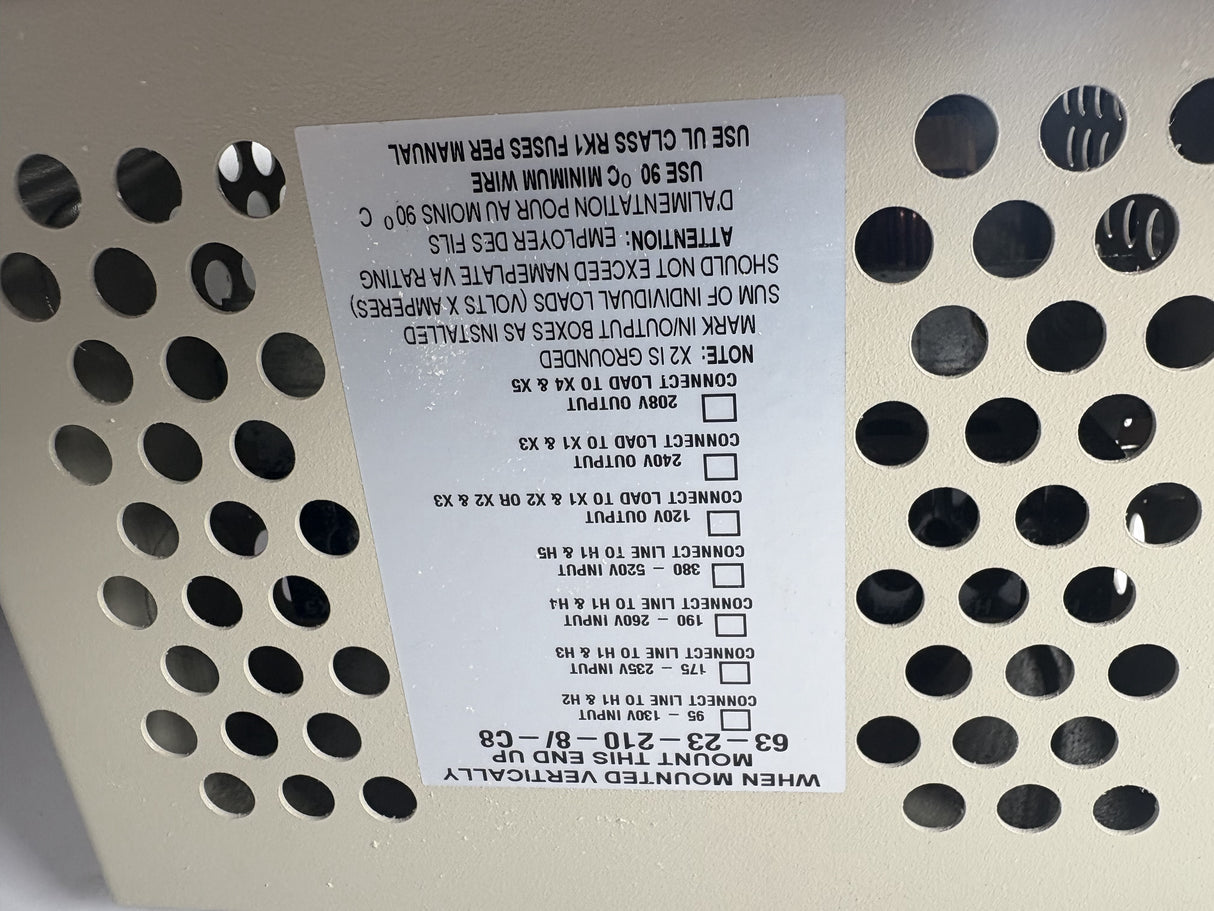 WHEN MOUNTED VERTICALLY
MOUNT THIS END UP
63-23-210-8/-C8
95 - 130V INPUT
CONNECT LINE TO H1 & H2
175 - 235V INPUT
CONNECT LINE TO H1 & H3
190 - 260V INPUT
CONNECT LINE TO H1 & H4
380 - 520V INPUT
CONNECT LINE TO H1 & H5
120V OUTPUT
CONNECT LOAD TO X1 & X2 OR X2 & X3
240V OUTPUT
CONNECT LOAD TO X1 & X3
208V OUTPUT
CONNECT LOAD TO X4 & X5
NOTE: X2 IS GROUNDED
MARK IN/OUTPUT BOXES AS INSTALLED
SUM OF INDIVIDUAL LOADS (VOLTS X AMPERES)
SHOULD NOT EXCEED NAMEPLATE VA RATING
ATTENTION: EMPLOYER DES FILS
D'ALIMENTATION POUR AU MOINS 90 °C
USE 90 °C MINIMUM WIRE
USE UL CLASS RK1 FUSES PER MANUAL